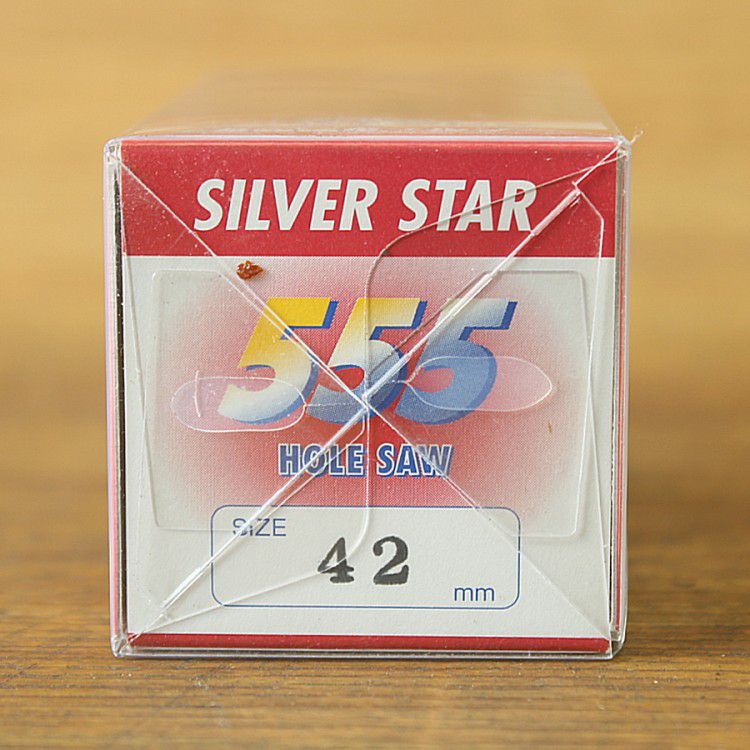 SILVER STAR
555
HOLE SAW
SIZE
42
mm